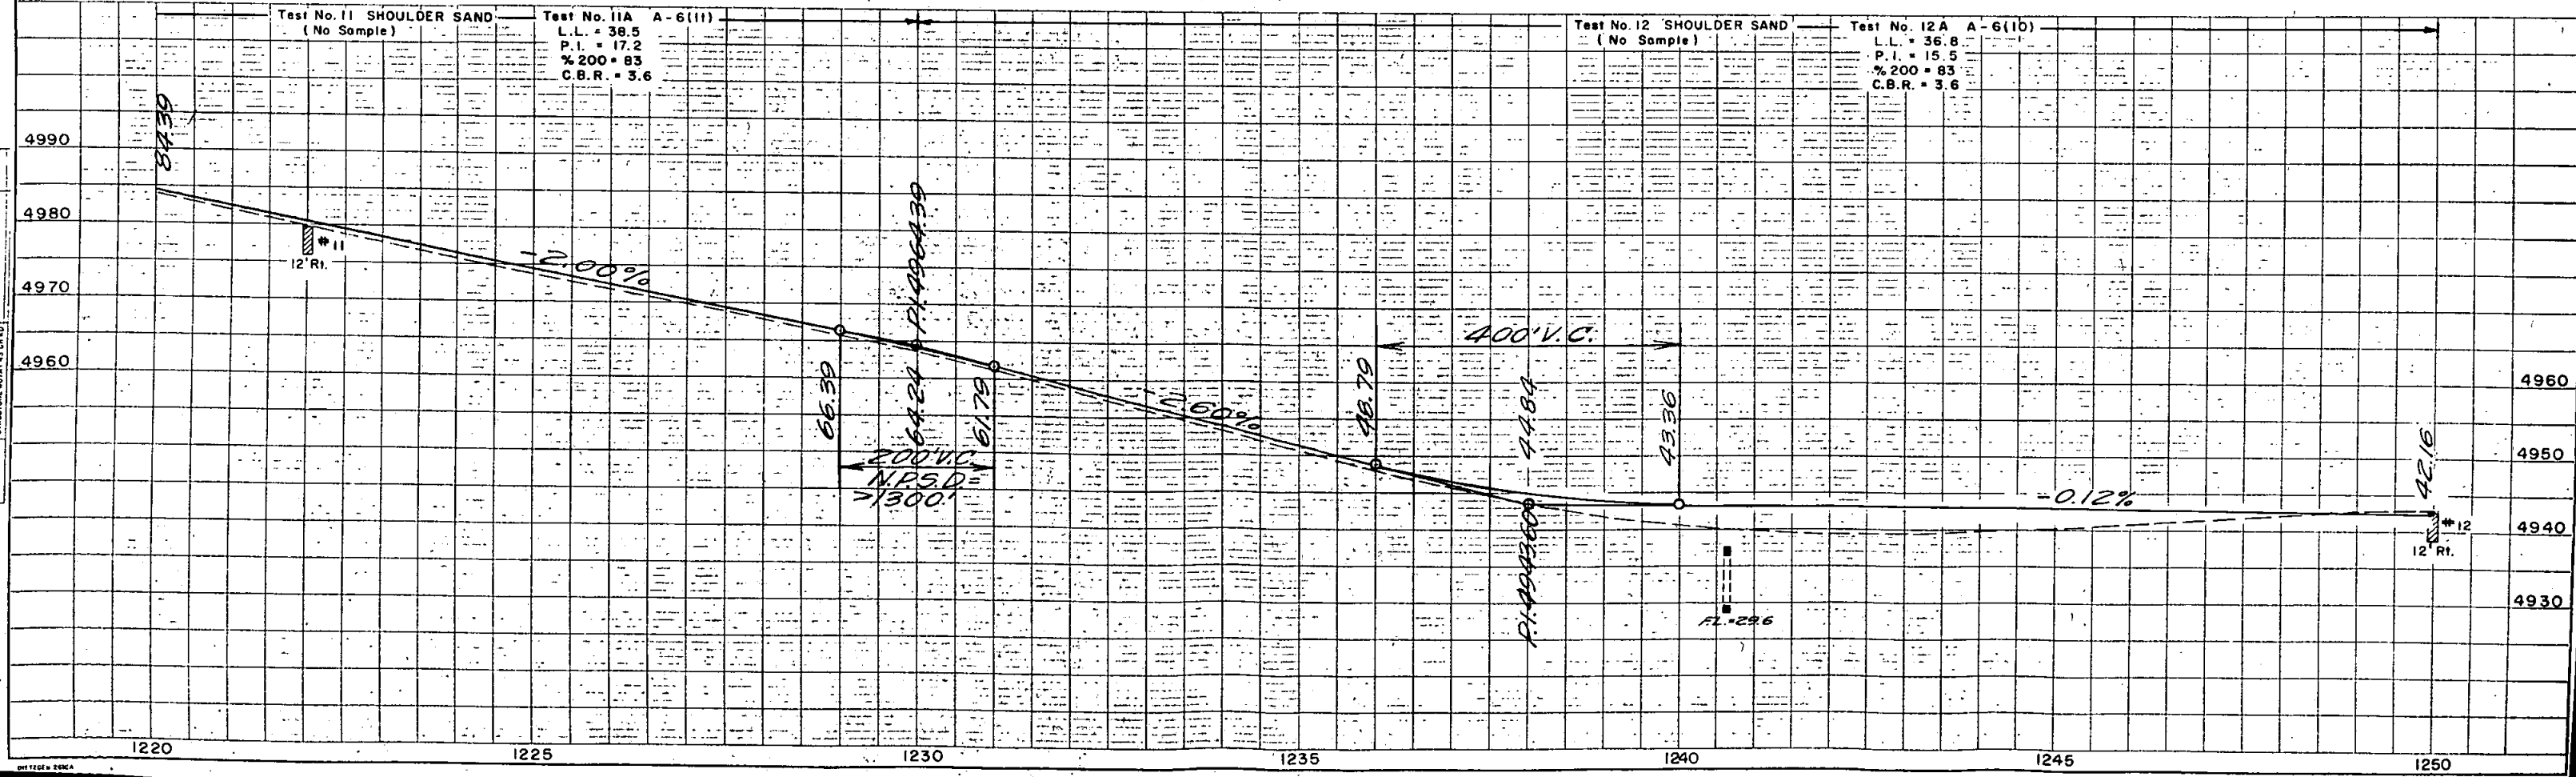 Test No. 11 SHOULDER SAND
(No Sample)
Test No. 11A A-6(11)
L.L. = 38.5
P.I. = 17.2
% 200 = 83
C.B.R. = 3.6
Test No. 12 SHOULDER SAND
(No Sample)
Test No. 12A A-6(10)
L.L. = 36.8
P.I. = 15.5
% 200 = 83
C.B.R. = 3.6
84.39
4990
4980
4970
4960
#11
12' Rt.
-2.00%
P.I. 4964.39
66.39
64.24
61.79
200' V.C.
N.P.S.D. =
>1300'
-2.60%
400' V.C.
48.79
44.84
43.36
P.I. 4943.60
F.L. = 29.6
-0.12%
42.16
#12
12' Rt.
4960
4950
4940
4930
1220
1225
1230
1235
1240
1245
1250